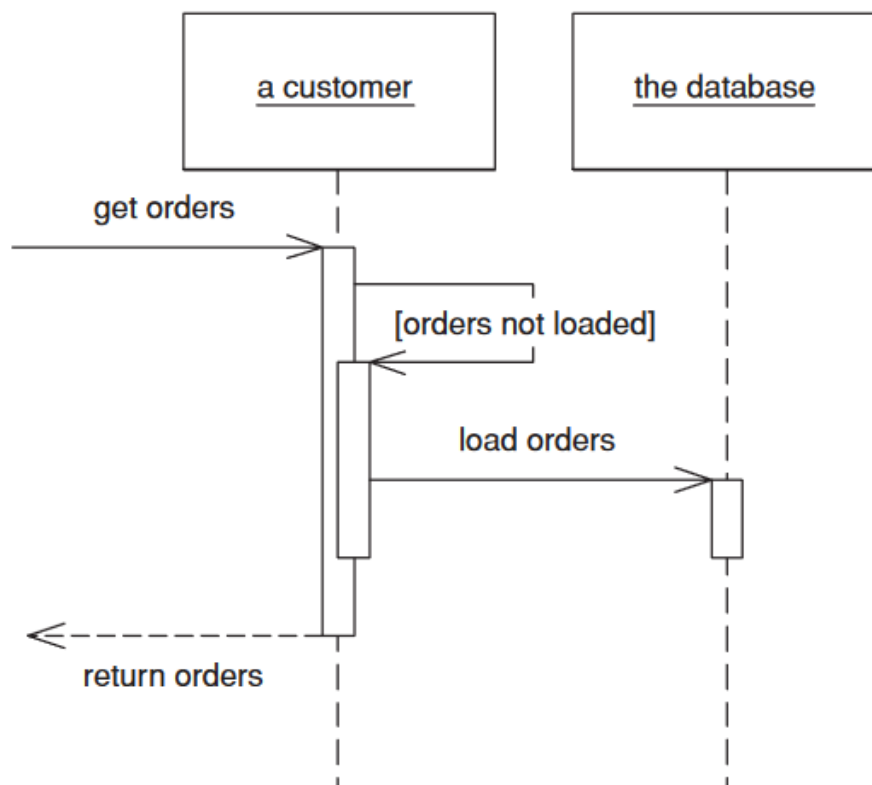 a customer
the database
get orders
[orders not loaded]
load orders
return orders